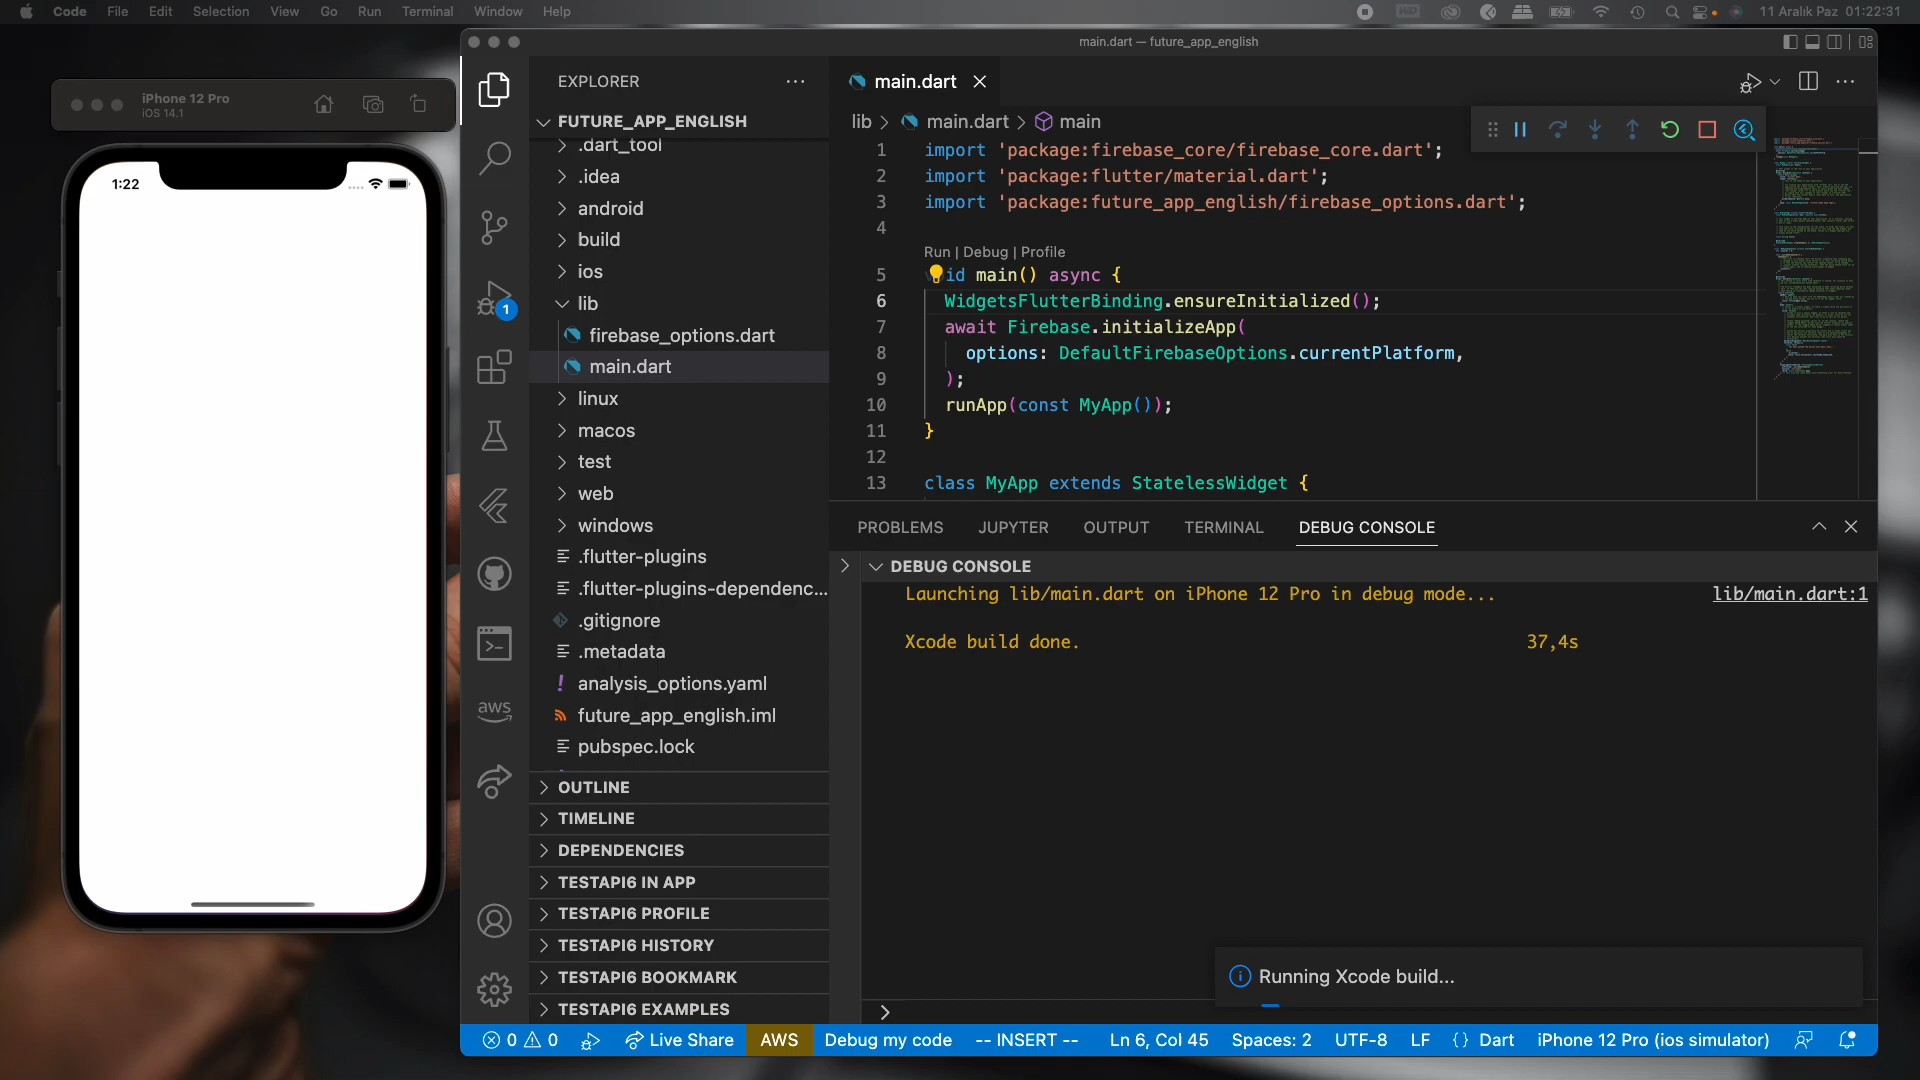 Code File Edit Selection View Go Run Terminal Window Help
11 Aralık Paz 01:22:31
iPhone 12 Pro
iOS 14.1
1:22
main.dart — future_app_english
EXPLORER
FUTURE_APP_ENGLISH
.dart_tool
.idea
android
build
ios
lib
firebase_options.dart
main.dart
linux
macos
test
web
windows
.flutter-plugins
.flutter-plugins-dependenc...
.gitignore
.metadata
analysis_options.yaml
future_app_english.iml
pubspec.lock
OUTLINE
TIMELINE
DEPENDENCIES
TESTAPI6 IN APP
TESTAPI6 PROFILE
TESTAPI6 HISTORY
TESTAPI6 BOOKMARK
TESTAPI6 EXAMPLES
1
aws
main.dart
lib > main.dart > main
1 import 'package:firebase_core/firebase_core.dart';
2 import 'package:flutter/material.dart';
3 import 'package:future_app_english/firebase_options.dart';
4
Run | Debug | Profile
5 id main() async {
6 WidgetsFlutterBinding.ensureInitialized();
7 await Firebase.initializeApp(
8 options: DefaultFirebaseOptions.currentPlatform,
9 );
10 runApp(const MyApp());
11 }
12
13 class MyApp extends StatelessWidget {
PROBLEMS JUPYTER OUTPUT TERMINAL DEBUG CONSOLE
DEBUG CONSOLE
Launching lib/main.dart on iPhone 12 Pro in debug mode... lib/main.dart:1
Xcode build done. 37,4s
Running Xcode build...
0 0 Live Share AWS Debug my code -- INSERT -- Ln 6, Col 45 Spaces: 2 UTF-8 LF {} Dart iPhone 12 Pro (ios simulator)